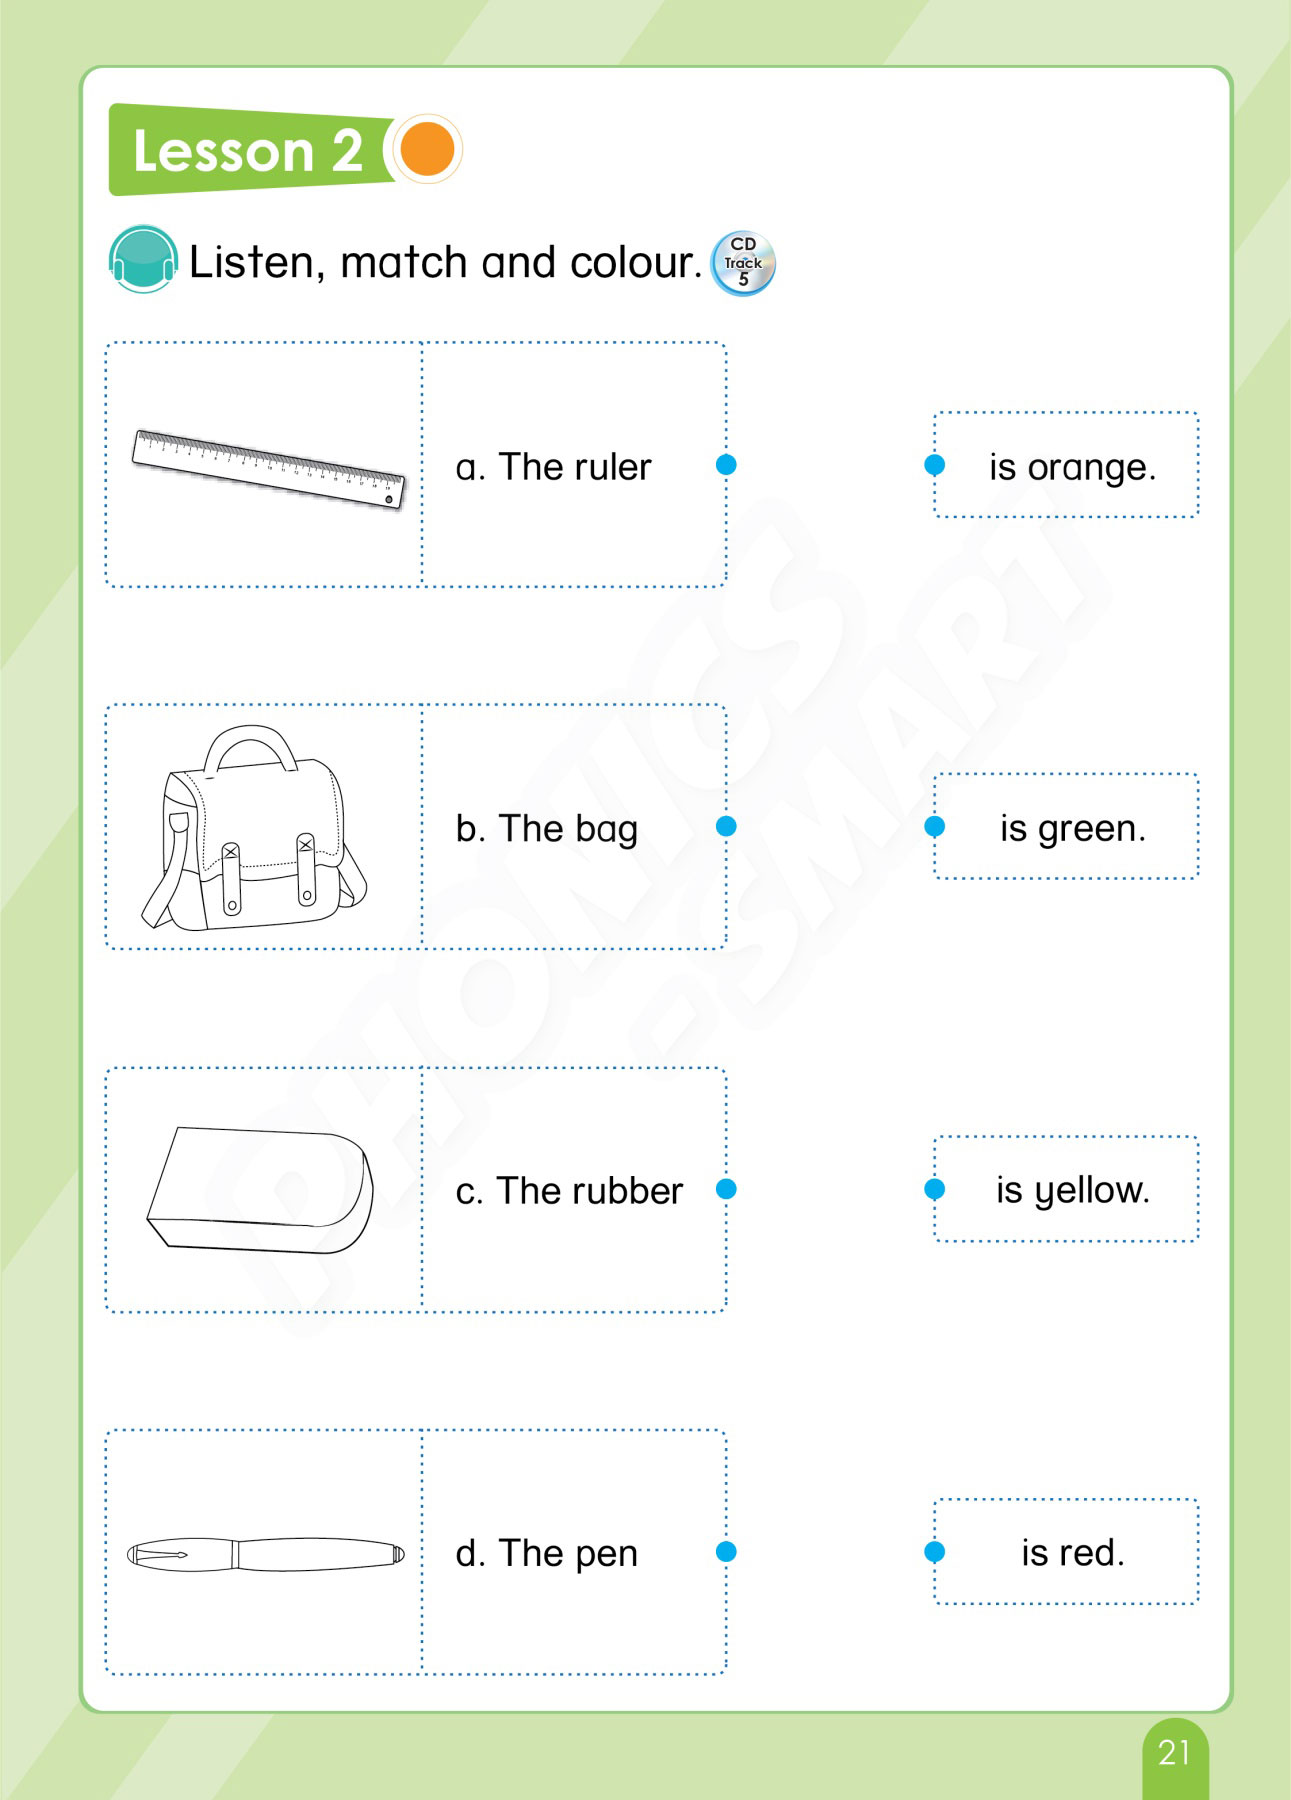 Lesson 2
Listen, match and colour.
CD
Track
5
a. The ruler
is orange.
b. The bag
is green.
c. The rubber
is yellow.
d. The pen
is red.
PHONICS
-SMART
21